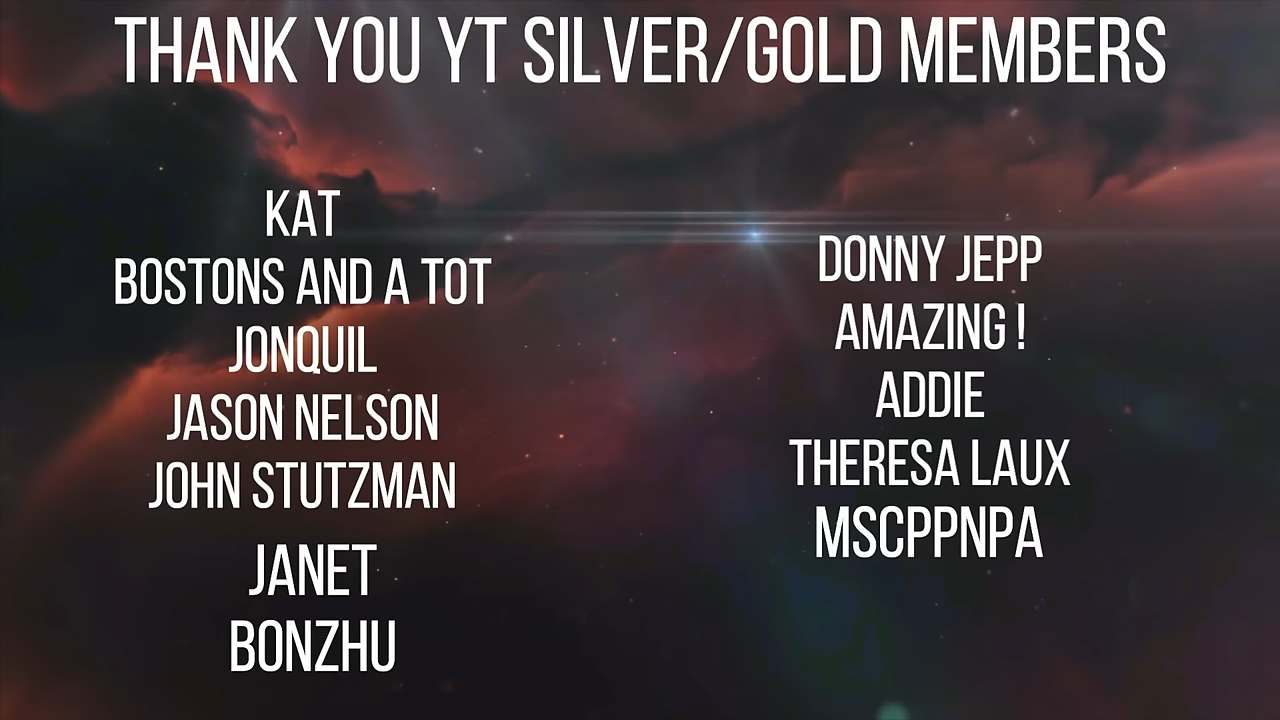 THANK YOU YT SILVER/GOLD MEMBERS
KAT
BOSTONS AND A TOT
JONQUIL
JASON NELSON
JOHN STUTZMAN
JANET
BONZHU
DONNY JEPP
AMAZING !
ADDIE
THERESA LAUX
MSCPPNPA